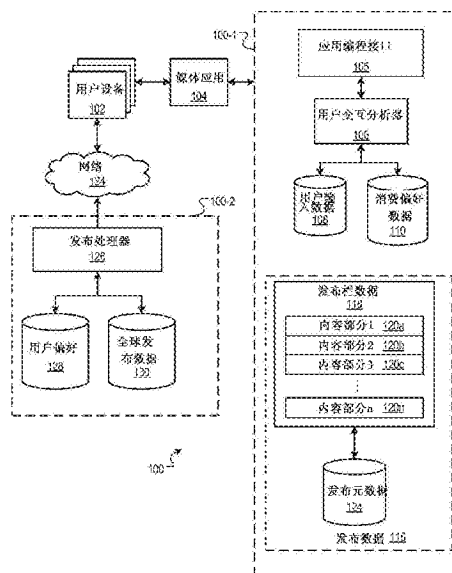 100-1
应用编程接口
105
用户设备
102
媒体应用
104
用户交互分析器
106
网络
124
用户输
入数据
108
消费偏好
数据
110
100-2
发布处理器
126
用户偏好
128
全球发
布数据
130
发布栏数据
118
内容部分1 120a
内容部分2 120b
内容部分3 120c
内容部分n 120n
发布元数据
124
发布数据 116
100